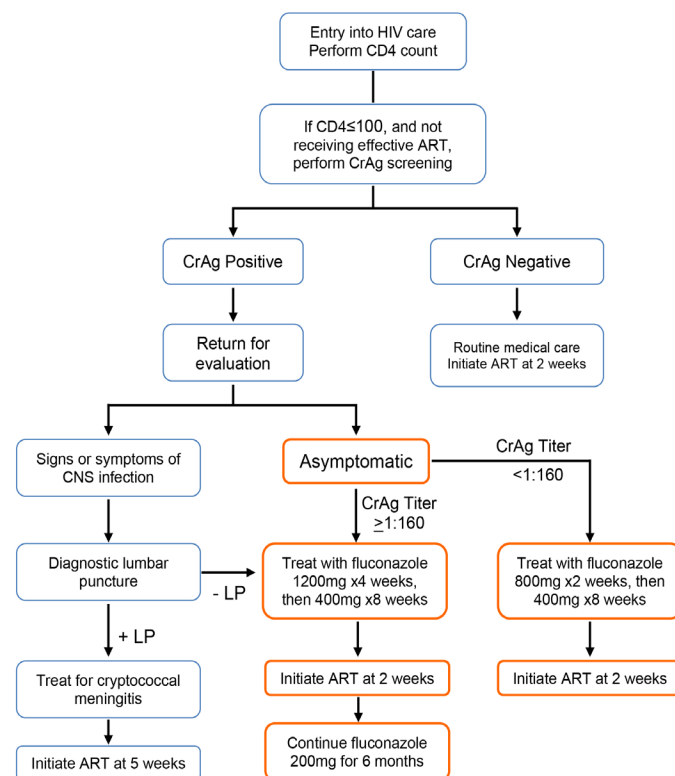 Entry into HIV care
Perform CD4 count
If CD4≤100, and not
receiving effective ART,
perform CrAg screening
CrAg Positive
CrAg Negative
Return for
evaluation
Routine medical care
Initiate ART at 2 weeks
Signs or symptoms of
CNS infection
Asymptomatic
CrAg Titer
<1:160
CrAg Titer
≥1:160
Diagnostic lumbar
puncture
- LP
Treat with fluconazole
1200mg x4 weeks,
then 400mg x8 weeks
Treat with fluconazole
800mg x2 weeks, then
400mg x8 weeks
+ LP
Treat for cryptococcal
meningitis
Initiate ART at 2 weeks
Initiate ART at 2 weeks
Initiate ART at 5 weeks
Continue fluconazole
200mg for 6 months